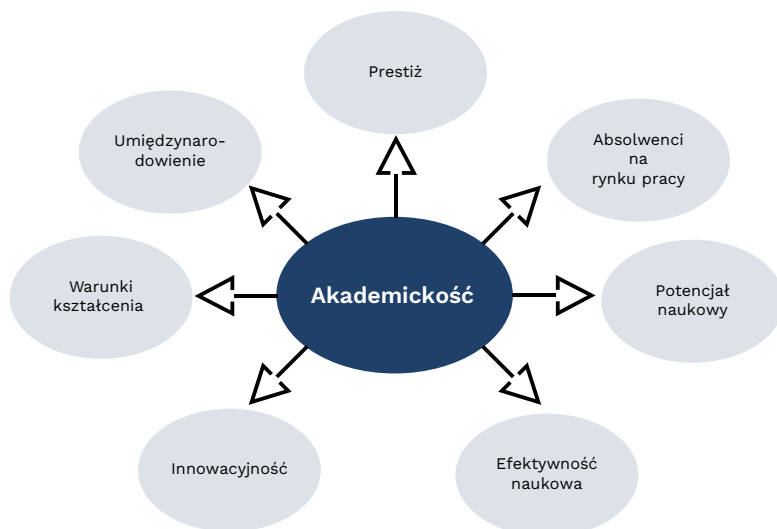 Prestiż
Umiędzynaro-
dowienie
Absolwenci
na
rynku pracy
Warunki
kształcenia
Akademickość
Potencjał
naukowy
Innowacyjność
Efektywność
naukowa